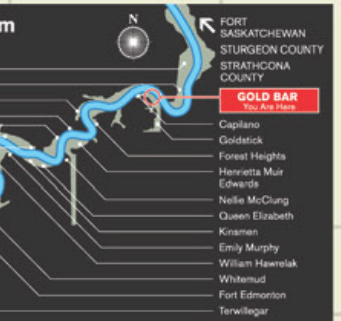 m
N
FORT
SASKATCHEWAN
STURGEON COUNTY
STRATHCONA
COUNTY
GOLD BAR
You Are Here
Capilano
Goldstick
Forest Heights
Henrietta Muir
Edwards
Nellie McClung
Queen Elizabeth
Kinsmen
Emily Murphy
William Hawrelak
Whitemud
Fort Edmonton
Terwillegar